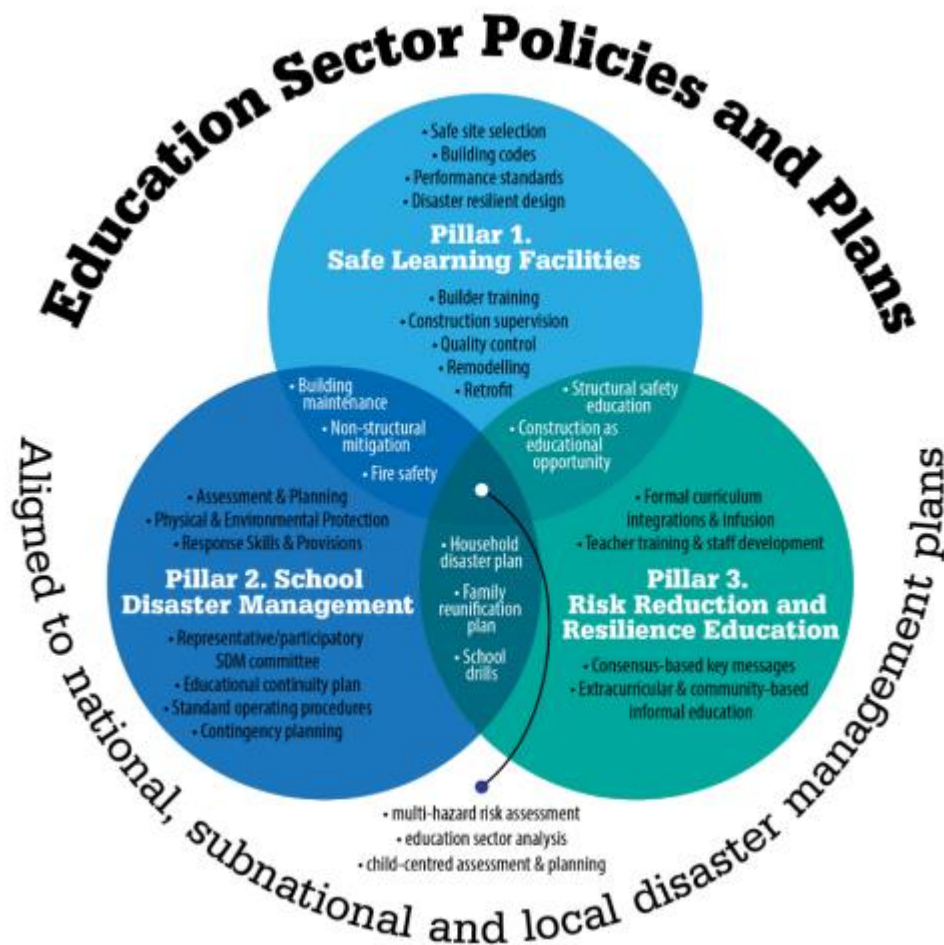 Education Sector Policies and Plans
• Safe site selection
• Building codes
• Performance standards
• Disaster resilient design
Pillar 1.
Safe Learning Facilities
• Builder training
• Construction supervision
• Quality control
• Remodelling
• Retrofit
• Building
maintenance
• Non-structural
mitigation
• Fire safety
• Structural safety
education
• Construction as
educational
opportunity
• Assessment & Planning
• Physical & Environmental Protection
• Response Skills & Provisions
Pillar 2. School
Disaster Management
• Representative/participatory
SDM committee
• Educational continuity plan
• Standard operating procedures
• Contingency planning
• Household
disaster plan
• Family
reunification
plan
• School
drills
• Formal curriculum
integrations & infusion
• Teacher training & staff development
Pillar 3.
Risk Reduction and
Resilience Education
• Consensus-based key messages
• Extracurricular & community-based
informal education
• multi-hazard risk assessment
• education sector analysis
• child-centred assessment & planning
Aligned to national, subnational and local disaster management plans